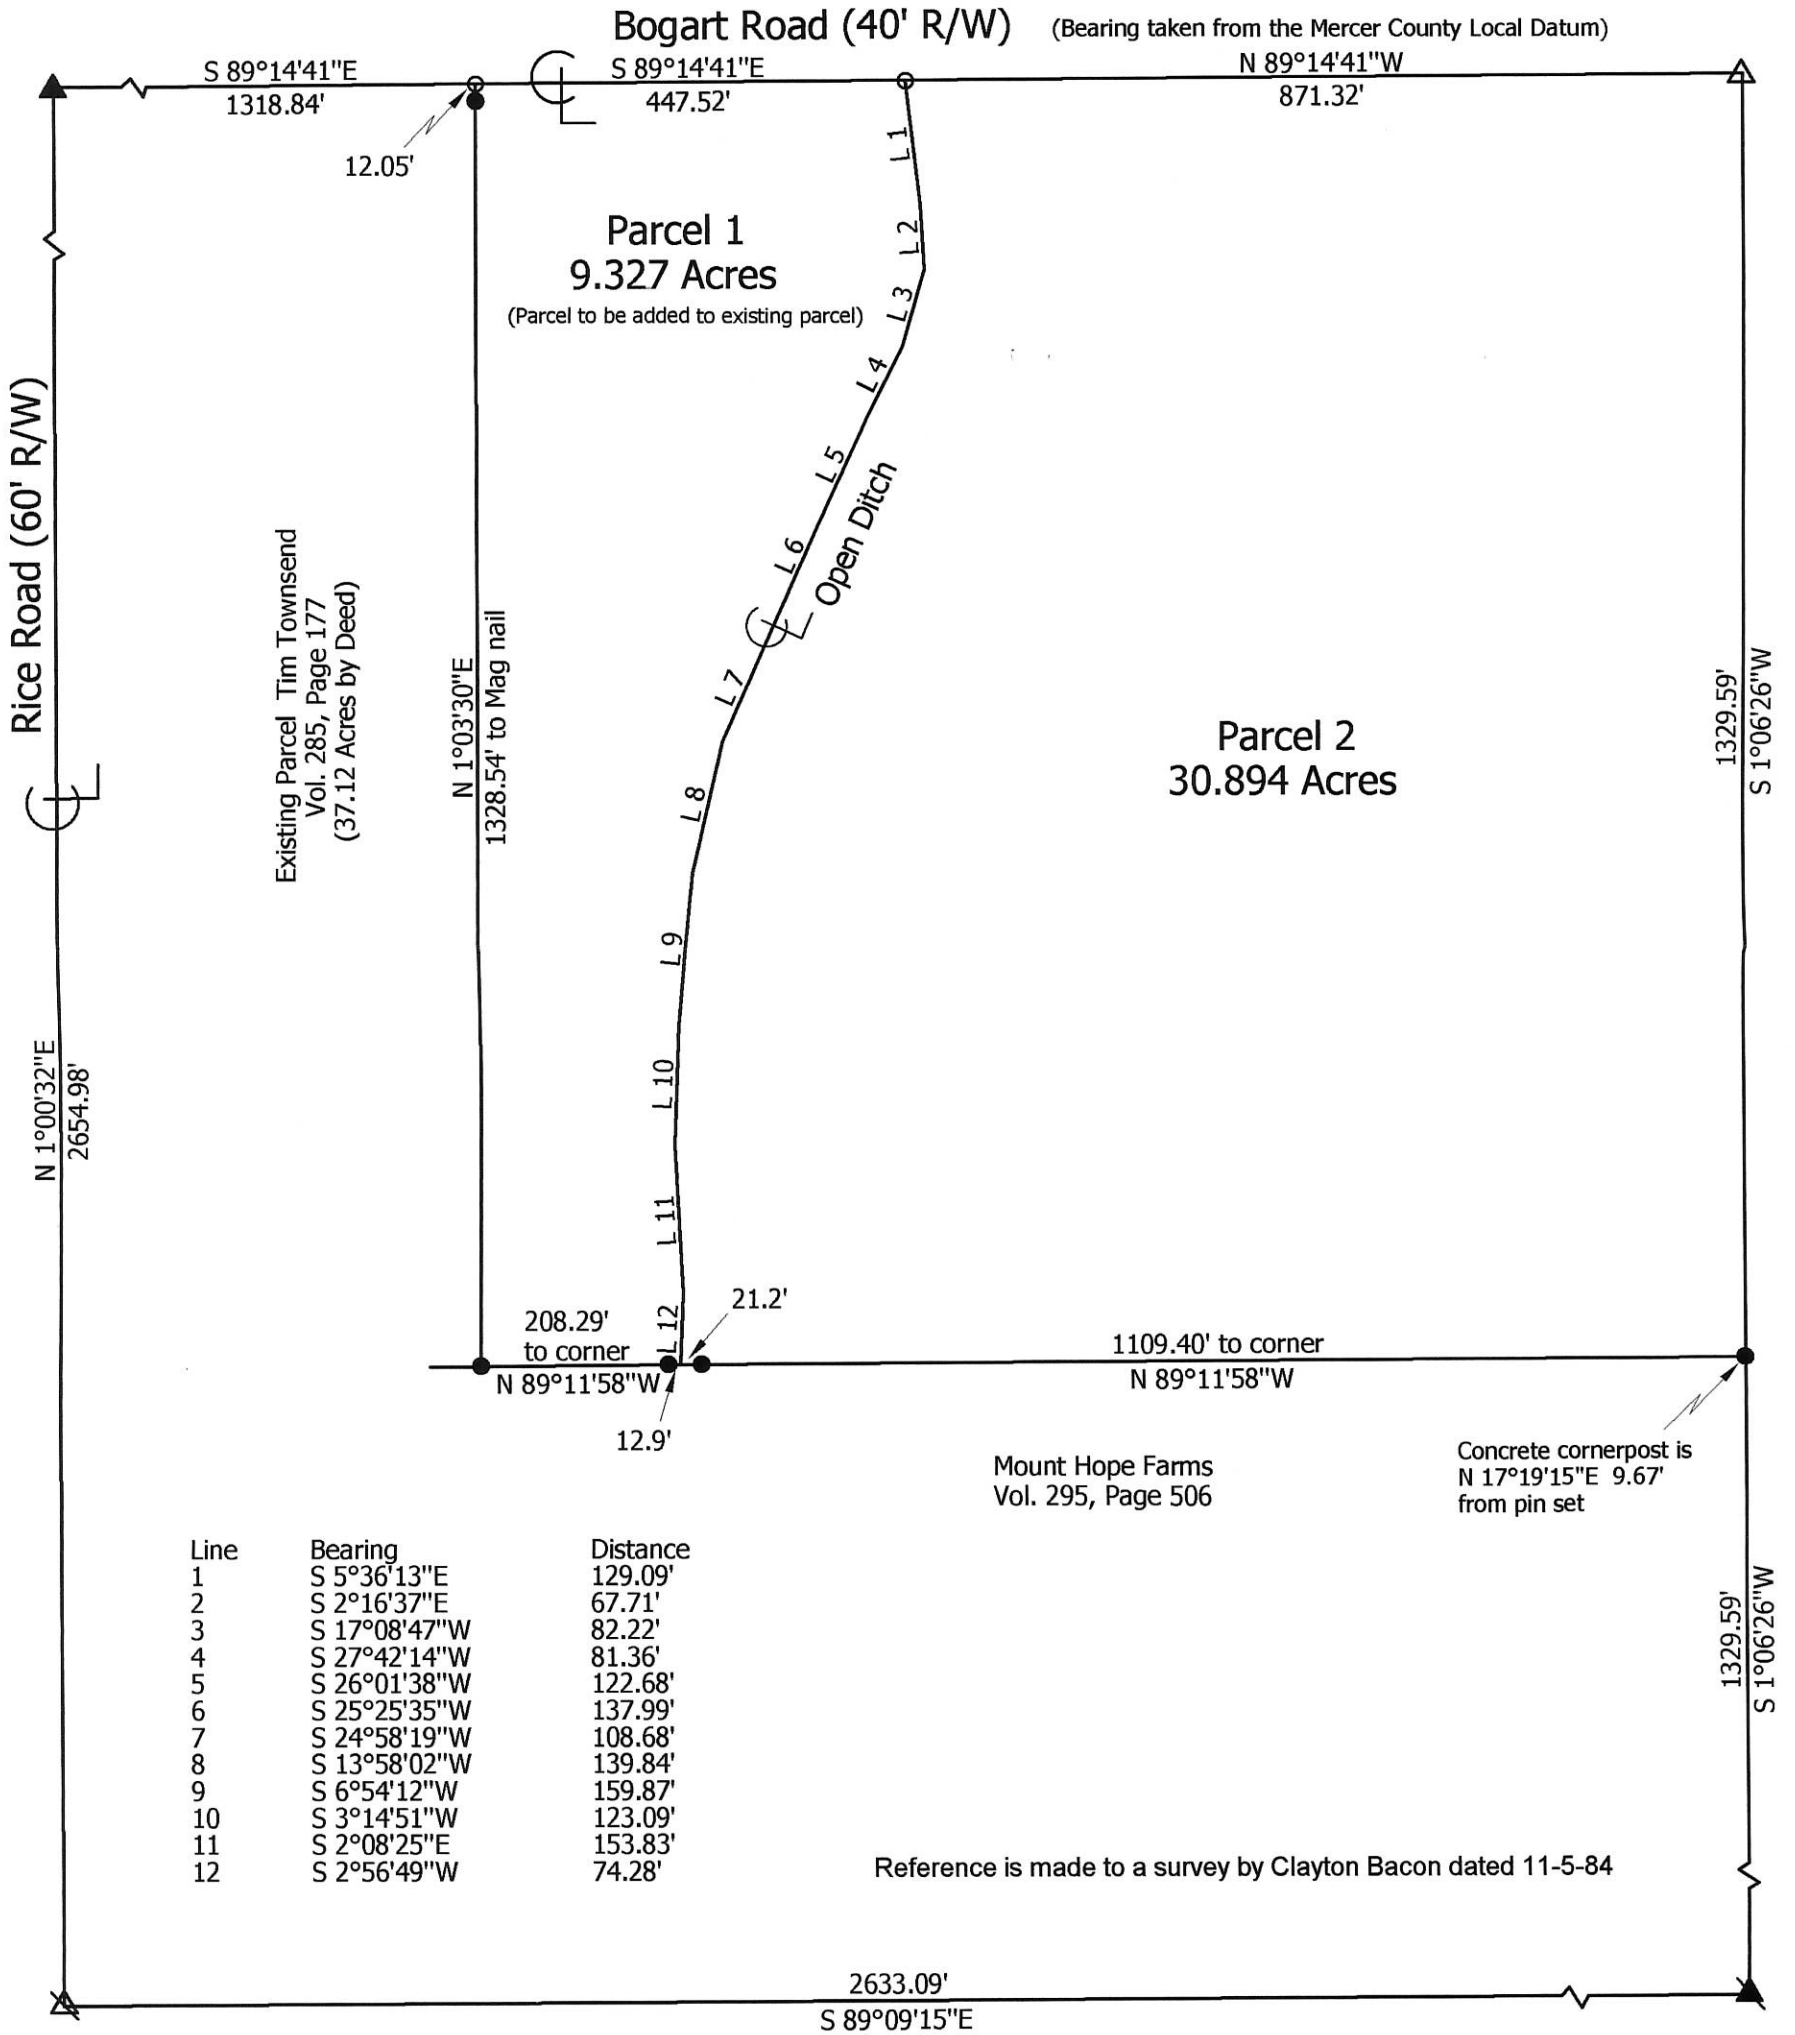 Bogart Road (40' R/W)
(Bearing taken from the Mercer County Local Datum)
S 89°14'41"E
1318.84'
S 89°14'41"E
447.52'
N 89°14'41"W
871.32'
12.05'
Parcel 1
9.327 Acres
(Parcel to be added to existing parcel)
L 1
L 2
L 3
L 4
L 5
L 6
L 7
L 8
L 9
L 10
L 11
L 12
Open Ditch
Rice Road (60' R/W)
N 1°00'32"E
2654.98'
Existing Parcel Tim Townsend
Vol. 285, Page 177
(37.12 Acres by Deed)
N 1°03'30"E
1328.54' to Mag nail
Parcel 2
30.894 Acres
1329.59'
S 1°06'26"W
208.29'
to corner
N 89°11'58"W
21.2'
12.9'
1109.40' to corner
N 89°11'58"W
Mount Hope Farms
Vol. 295, Page 506
Concrete cornerpost is
N 17°19'15"E 9.67'
from pin set
1329.59'
S 1°06'26"W
Line Bearing Distance
1 S 5°36'13"E 129.09'
2 S 2°16'37"E 67.71'
3 S 17°08'47"W 82.22'
4 S 27°42'14"W 81.36'
5 S 26°01'38"W 122.68'
6 S 25°25'35"W 137.99'
7 S 24°58'19"W 108.68'
8 S 13°58'02"W 139.84'
9 S 6°54'12"W 159.87'
10 S 3°14'51"W 123.09'
11 S 2°08'25"E 153.83'
12 S 2°56'49"W 74.28'
Reference is made to a survey by Clayton Bacon dated 11-5-84
2633.09'
S 89°09'15"E